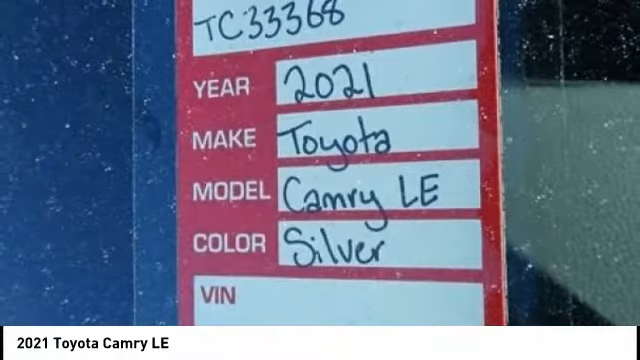 TC33368
YEAR 2021
MAKE Toyota
MODEL Camry LE
COLOR Silver
VIN
2021 Toyota Camry LE